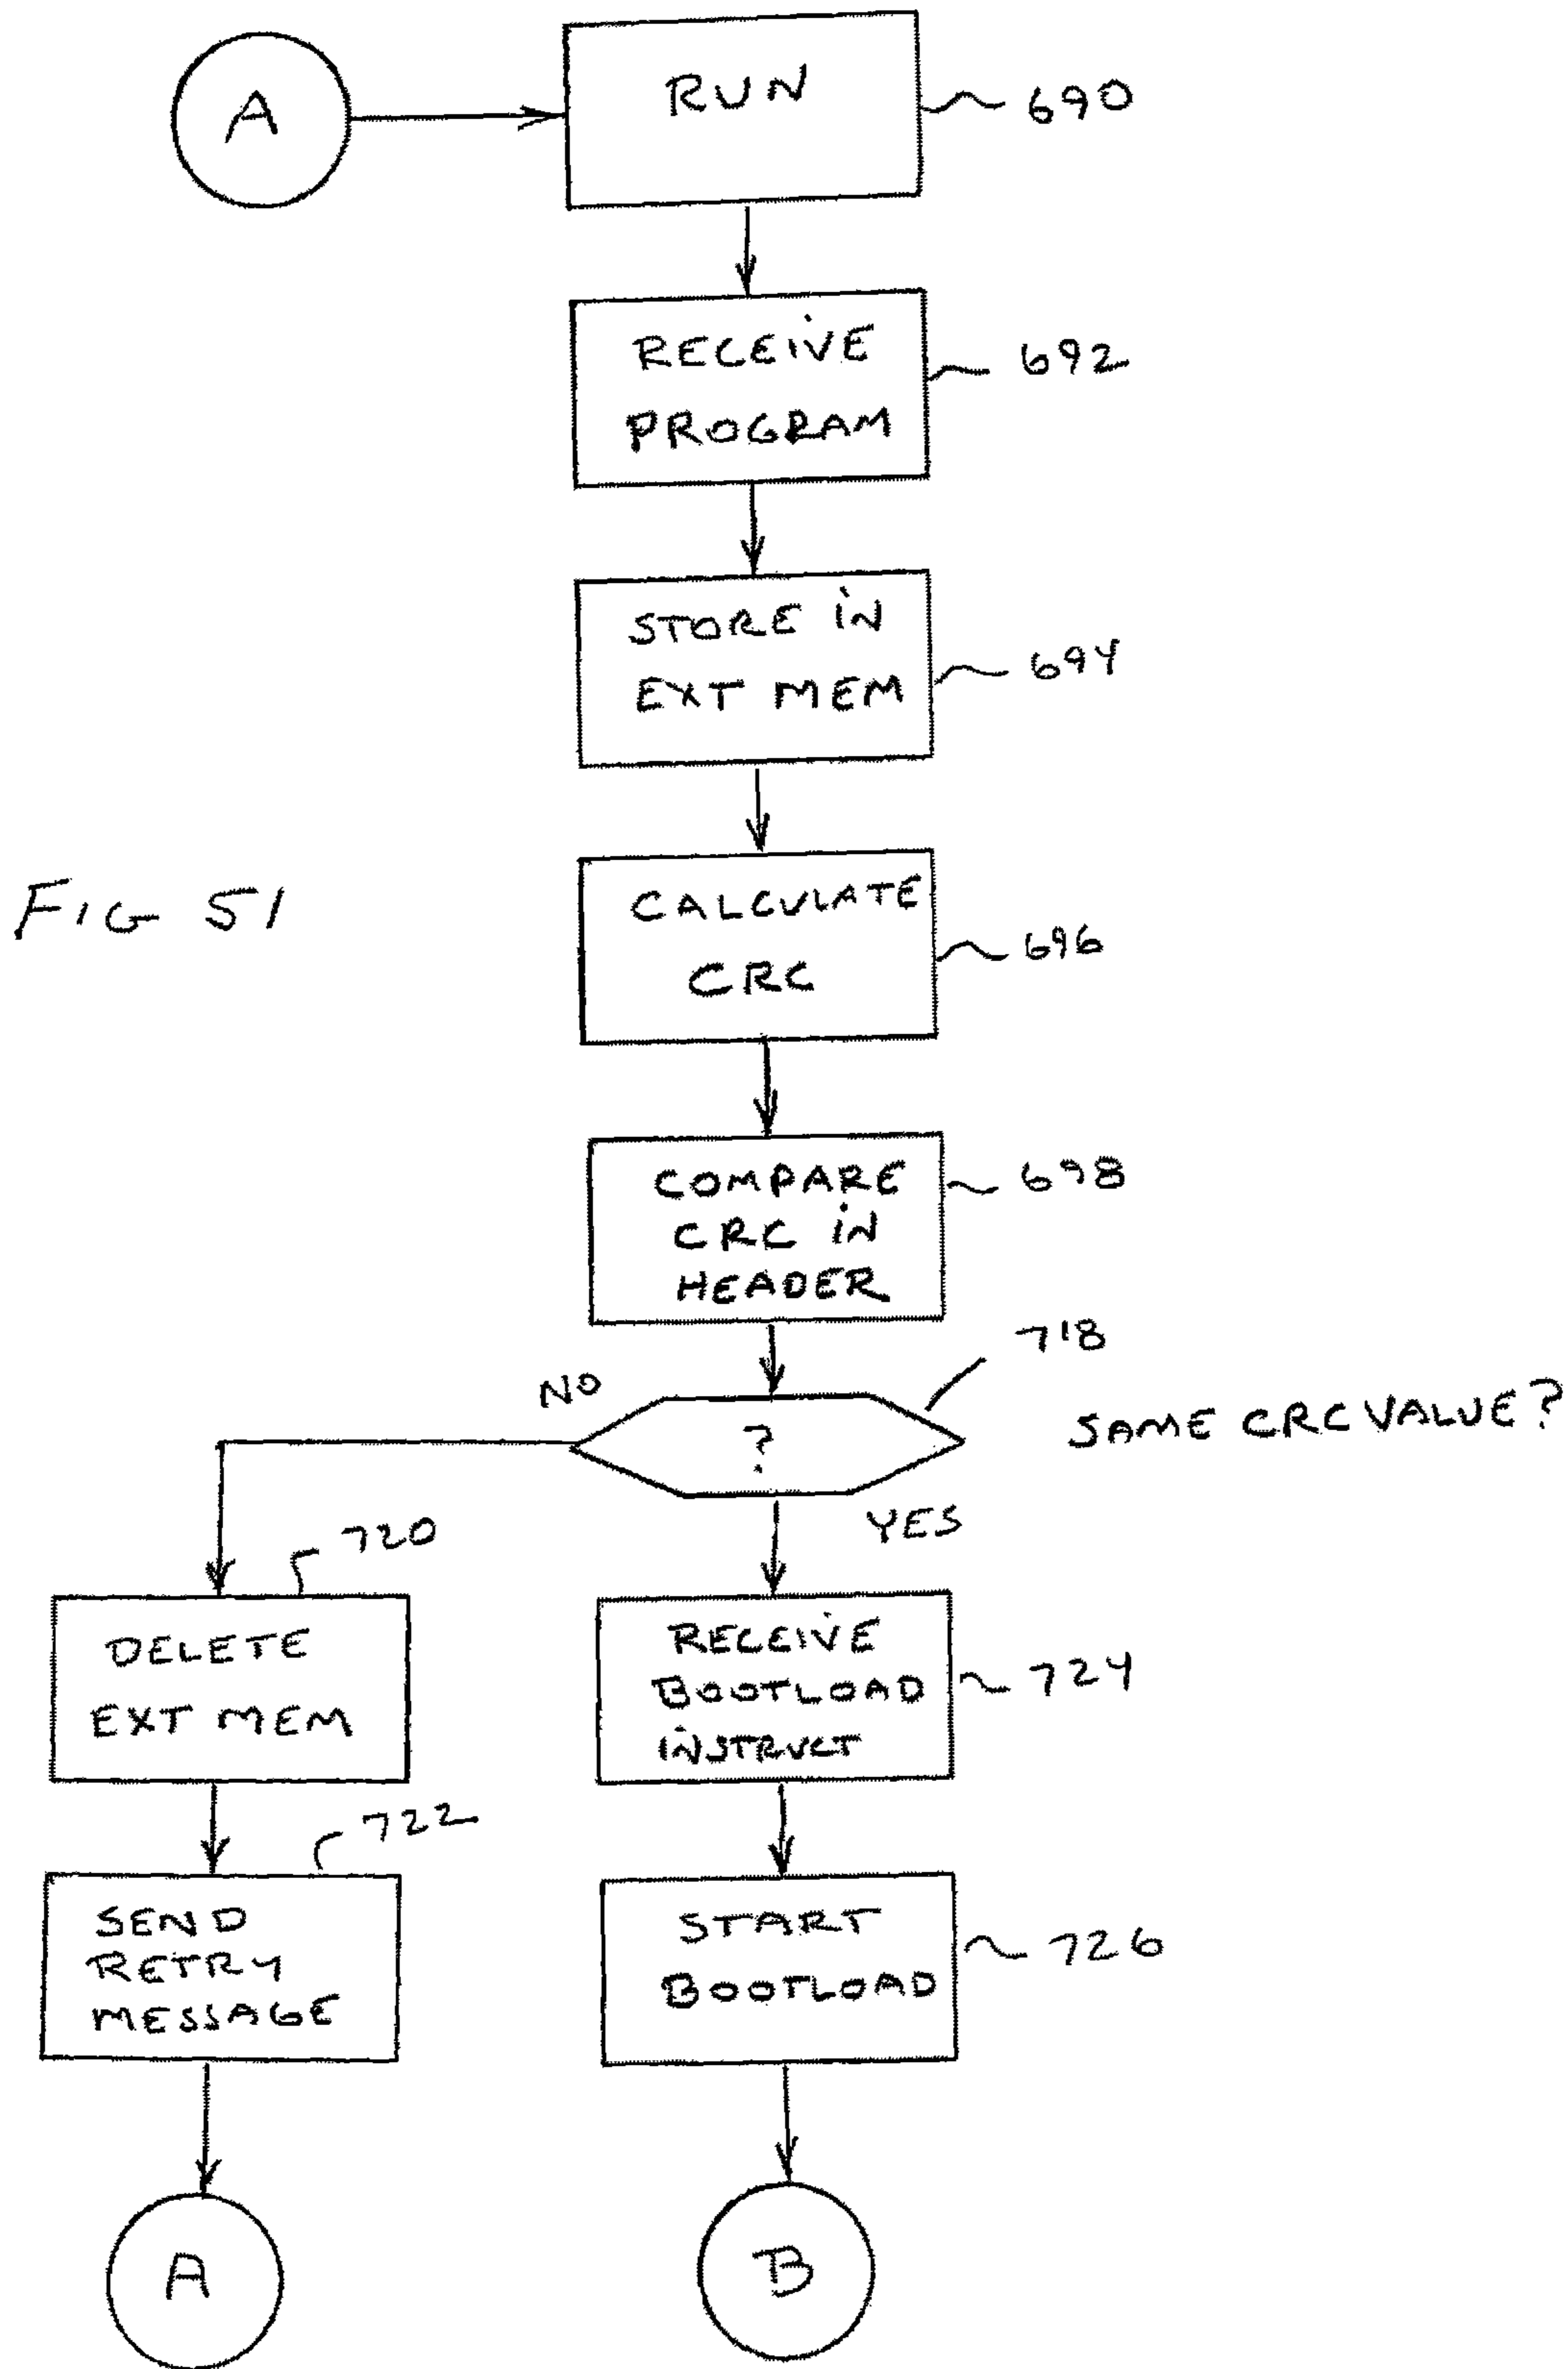 A
RUN
690
RECEIVE
PROGRAM
692
STORE IN
EXT MEM
694
FIG 51
CALCULATE
CRC
696
COMPARE
CRC IN
HEADER
698
718
NO
?
SAME CRC VALUE?
YES
720
DELETE
EXT MEM
RECEIVE
BOOTLOAD
INSTRUCT
724
722
SEND
RETRY
MESSAGE
START
BOOTLOAD
726
A
B